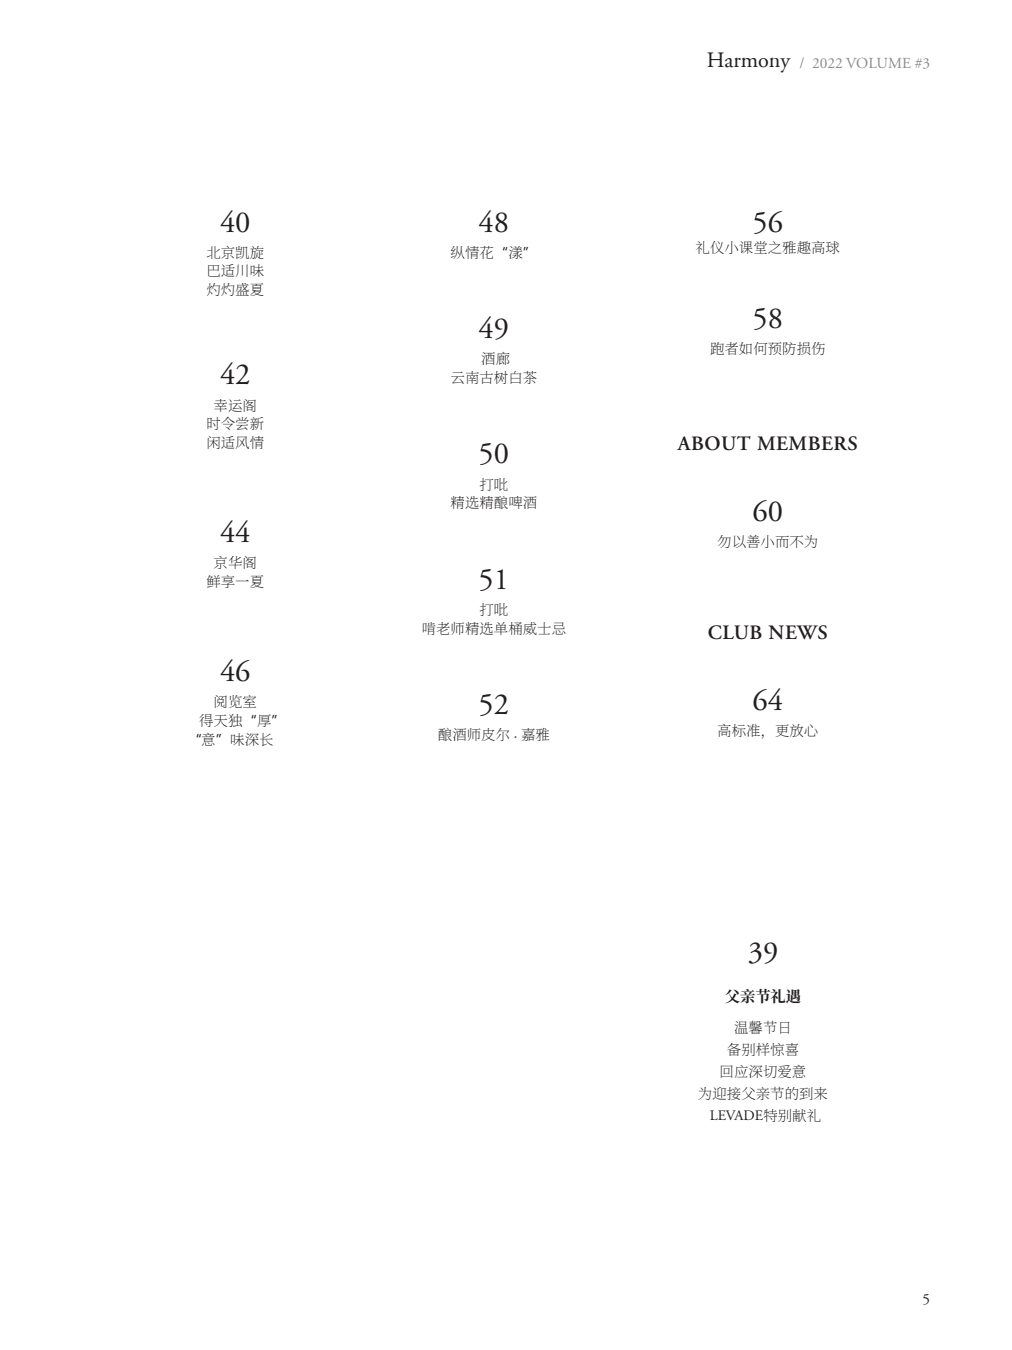 Harmony / 2022 VOLUME #3
40
北京凯旋
巴适川味
灼灼盛夏
42
幸运阁
时令尝新
闲适风情
44
京华阁
鲜享一夏
46
阅览室
得天独“厚”
“意”味深长
48
纵情花“漾”
49
酒廊
云南古树白茶
50
打吡
精选精酿啤酒
51
打吡
啃老师精选单桶威士忌
52
酿酒师皮尔 · 嘉雅
56
礼仪小课堂之雅趣高球
58
跑者如何预防损伤
ABOUT MEMBERS
60
勿以善小而不为
CLUB NEWS
64
高标准，更放心
39
父亲节礼遇
温馨节日
备别样惊喜
回应深切爱意
为迎接父亲节的到来
LEVADE特别献礼
5